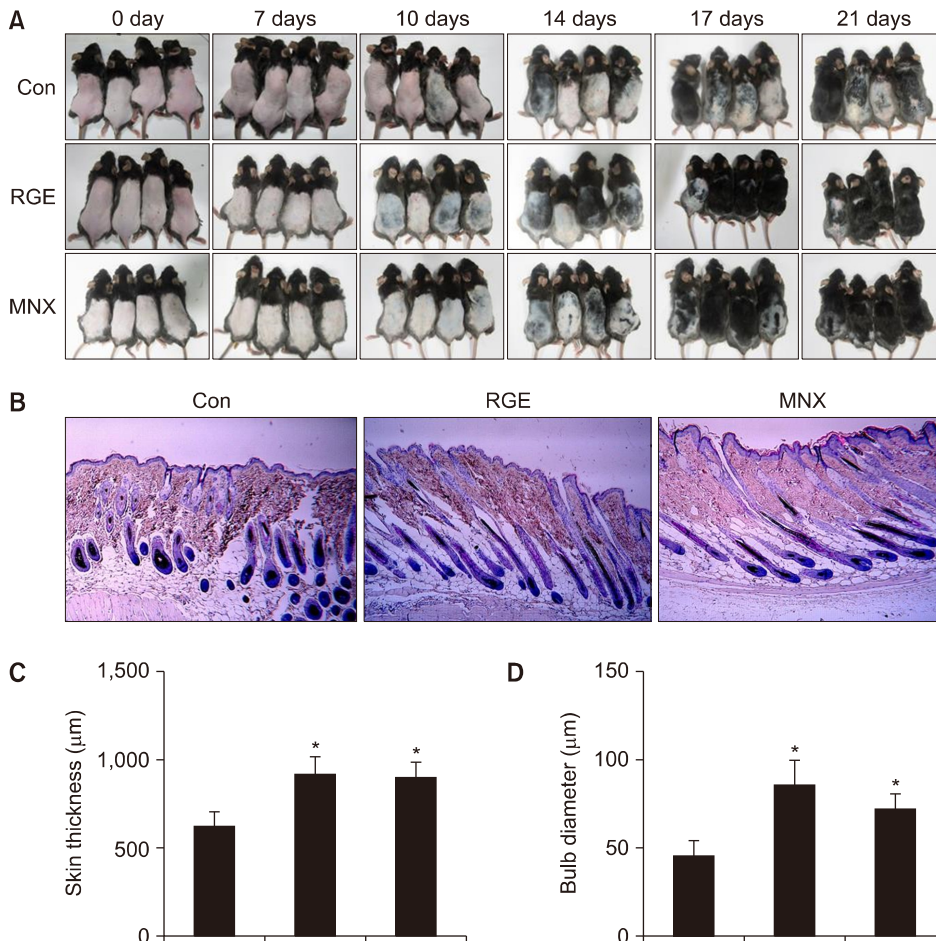 A
0 day 7 days 10 days 14 days 17 days 21 days
Con
RGE
MNX
B
Con RGE MNX
C
1,500
1,000
500
0
Skin thickness (μm)
* *
D
150
100
50
0
Bulb diameter (μm)
* *